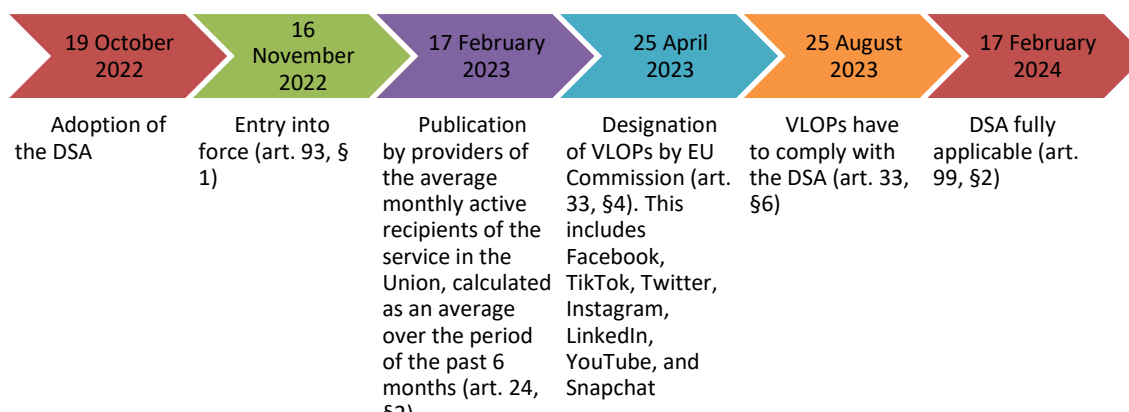 19 October
2022
16
November
2022
17 February
2023
25 April
2023
25 August
2023
17 February
2024
Adoption of
the DSA
Entry into
force (art. 93, §
1)
Publication
by providers of
the average
monthly active
recipients of the
service in the
Union, calculated
as an average
over the period
of the past 6
months (art. 24,
§2)
Designation
of VLOPs by EU
Commission (art.
33, §4). This
includes
Facebook,
TikTok, Twitter,
Instagram,
LinkedIn,
YouTube, and
Snapchat
VLOPs have
to comply with
the DSA (art. 33,
§6)
DSA fully
applicable (art.
99, §2)